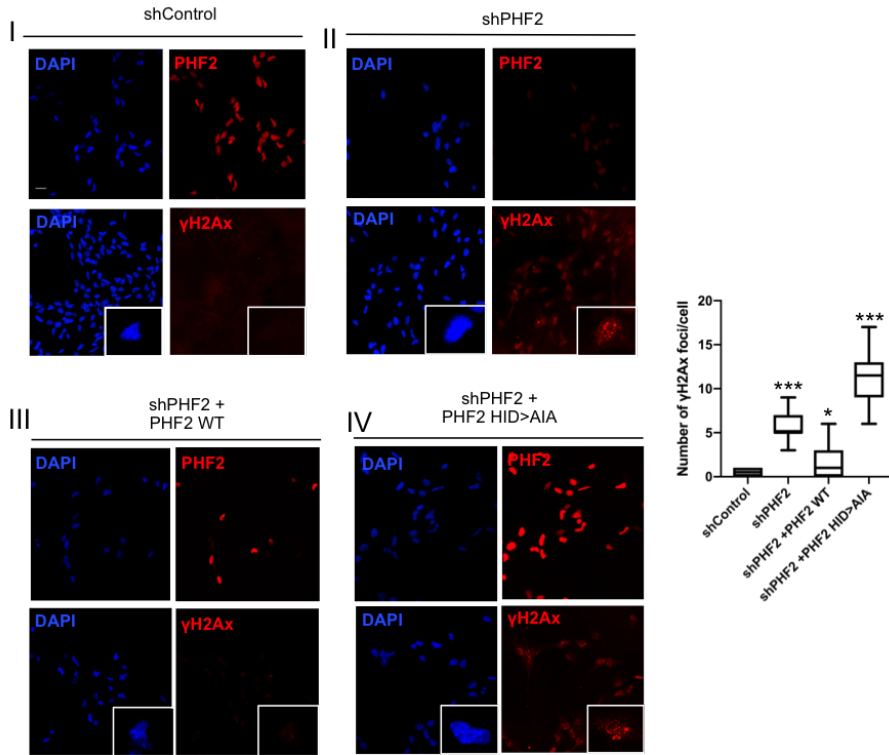 I
shControl
DAPI
PHF2
DAPI
γH2Ax
II
shPHF2
DAPI
PHF2
DAPI
γH2Ax
III
shPHF2 +
PHF2 WT
DAPI
PHF2
DAPI
γH2Ax
IV
shPHF2 +
PHF2 HID>AIA
DAPI
PHF2
DAPI
γH2Ax
Number of γH2Ax foci/cell
20
15
10
5
0
***
*
***
shControl
shPHF2
shPHF2 +PHF2 WT
shPHF2 +PHF2 HID>AIA